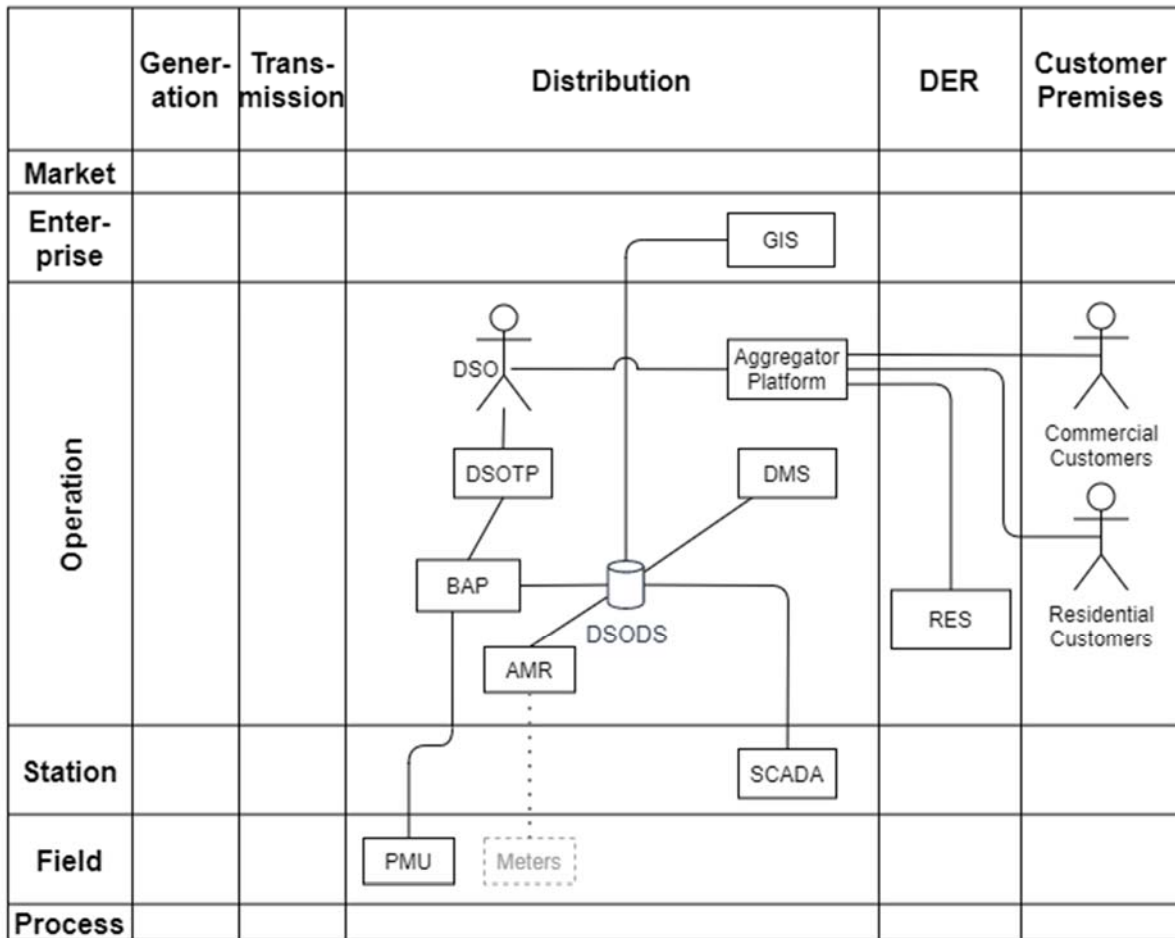 Gener-
ation
Trans-
mission
Distribution
DER
Customer
Premises
Market
Enter-
prise
GIS
Operation
DSO
Aggregator
Platform
Commercial
Customers
DSOTP
DMS
BAP
DSODS
RES
Residential
Customers
AMR
Station
SCADA
Field
PMU
Meters
Process